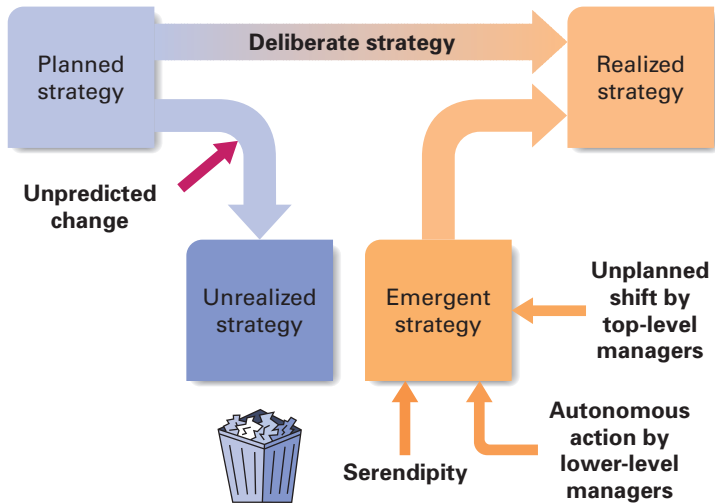 Planned
strategy
Deliberate strategy
Realized
strategy
Unpredicted
change
Unrealized
strategy
Emergent
strategy
Unplanned
shift by
top-level
managers
Serendipity
Autonomous
action by
lower-level
managers